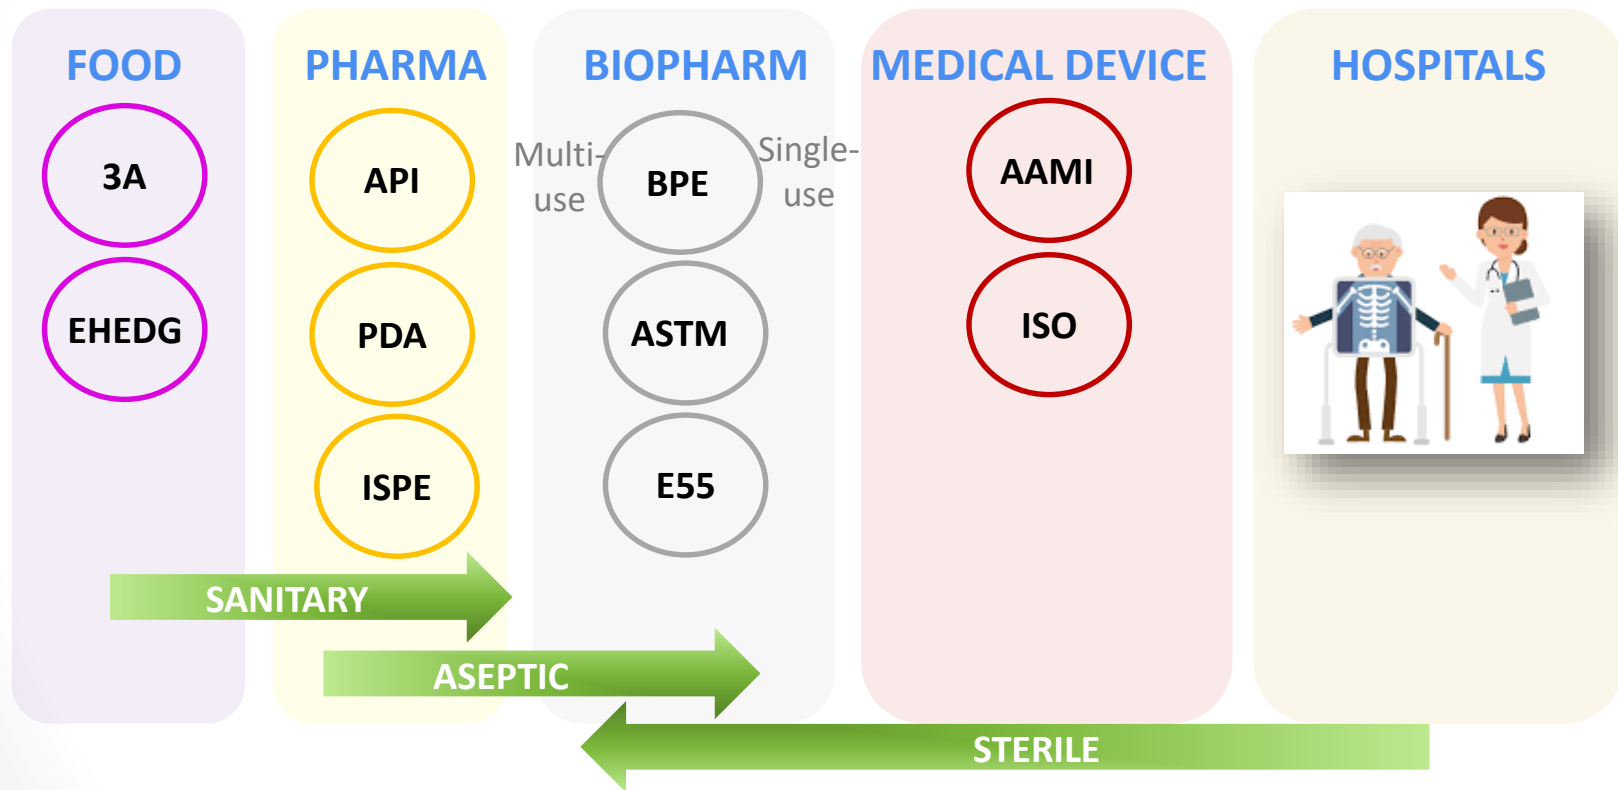 FOOD
3A
EHEDG
PHARMA
API
PDA
ISPE
BIOPHARM
Multi-
use
BPE
Single-
use
ASTM
E55
MEDICAL DEVICE
AAMI
ISO
HOSPITALS
SANITARY
ASEPTIC
STERILE